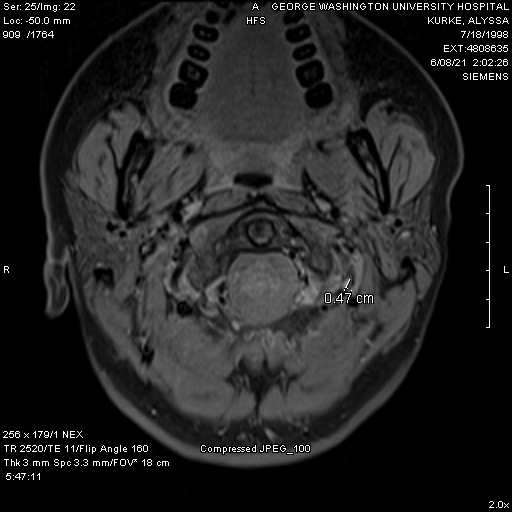 Ser: 25/Img: 22
Loc: -50.0 mm
909 /1764
A
HFS
GEORGE WASHINGTON UNIVERSITY HOSPITAL
KURKE, ALYSSA
7/18/1998
EXT:4808635
6/08/21 2:02:26
SIEMENS
R
L
0.47 cm
256 x 179/1 NEX
TR 2520/TE 11/Flip Angle 160
Thk 3 mm Spc 3.3 mm/FOV* 18 cm
5:47:11
Compressed JPEG_100
2.0x